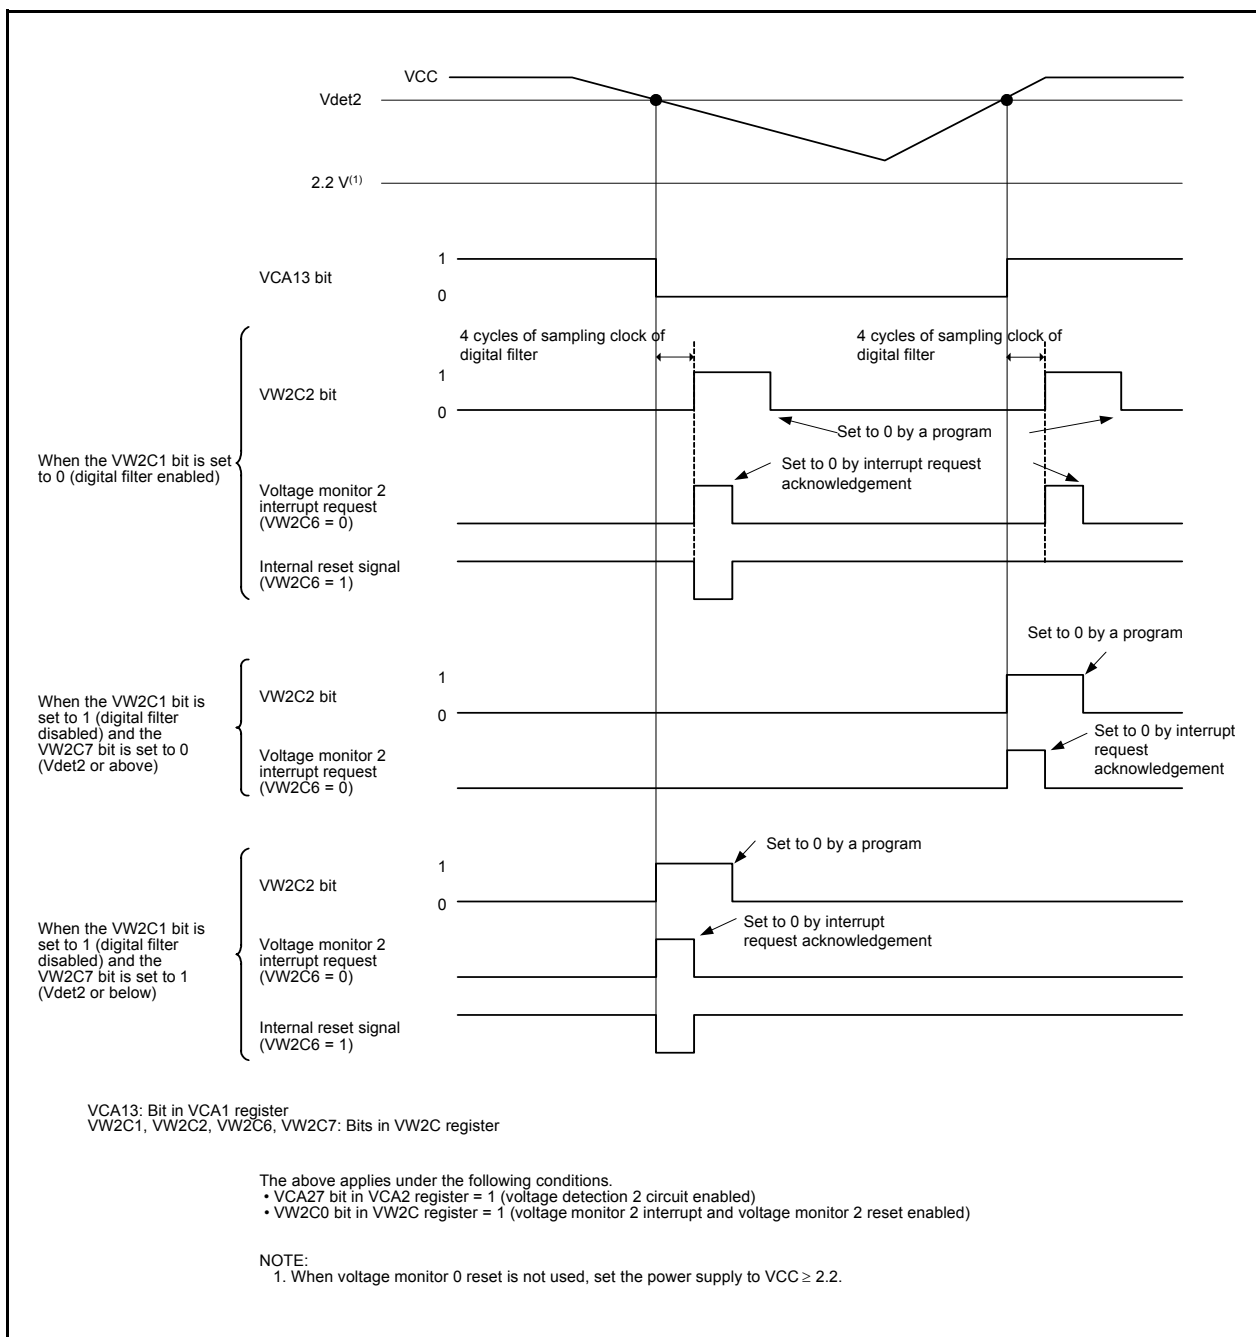 VCC
Vdet2
2.2 V(1)
1
VCA13 bit
0
4 cycles of sampling clock of
digital filter
4 cycles of sampling clock of
digital filter
1
VW2C2 bit
0
Set to 0 by a program
When the VW2C1 bit is set
to 0 (digital filter enabled)
Set to 0 by interrupt request
acknowledgement
Voltage monitor 2
interrupt request
(VW2C6 = 0)
Internal reset signal
(VW2C6 = 1)
Set to 0 by a program
When the VW2C1 bit is
set to 1 (digital filter
disabled) and the
VW2C7 bit is set to 0
(Vdet2 or above)
1
VW2C2 bit
0
Set to 0 by interrupt
request
acknowledgement
Voltage monitor 2
interrupt request
(VW2C6 = 0)
Set to 0 by a program
1
VW2C2 bit
0
When the VW2C1 bit is
set to 1 (digital filter
disabled) and the
VW2C7 bit is set to 1
(Vdet2 or below)
Set to 0 by interrupt
request acknowledgement
Voltage monitor 2
interrupt request
(VW2C6 = 0)
Internal reset signal
(VW2C6 = 1)
VCA13: Bit in VCA1 register
VW2C1, VW2C2, VW2C6, VW2C7: Bits in VW2C register
The above applies under the following conditions.
• VCA27 bit in VCA2 register = 1 (voltage detection 2 circuit enabled)
• VW2C0 bit in VW2C register = 1 (voltage monitor 2 interrupt and voltage monitor 2 reset enabled)
NOTE:
1. When voltage monitor 0 reset is not used, set the power supply to VCC ≥ 2.2.